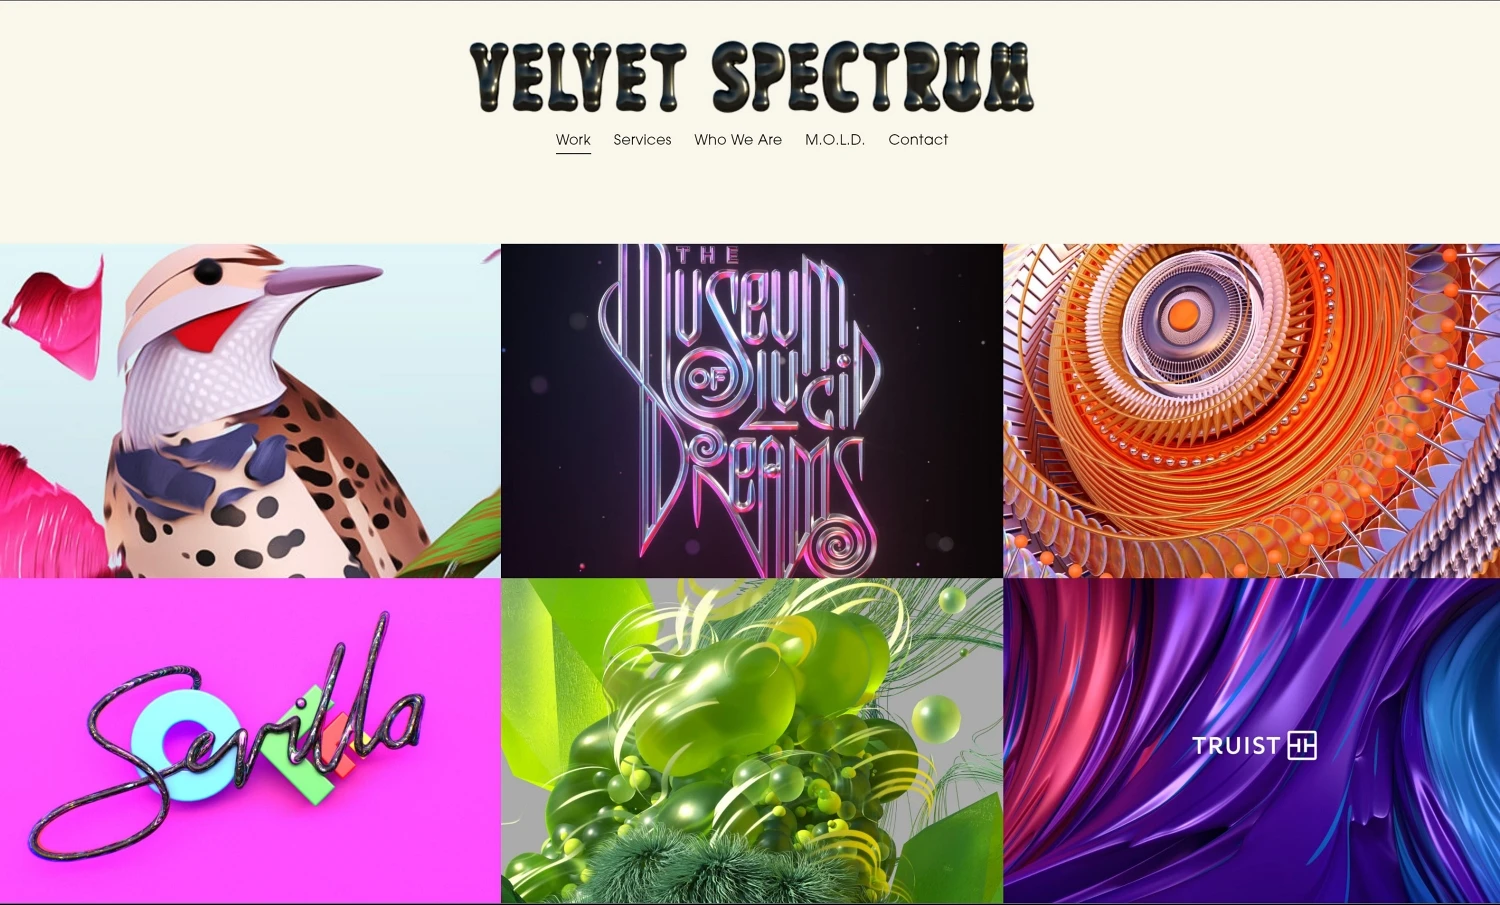 VELVET SPECTRUM
Work Services Who We Are M.O.L.D. Contact
THE
MUSEUM
OF LUCID
DREAMS
Sevilla
TRUIST